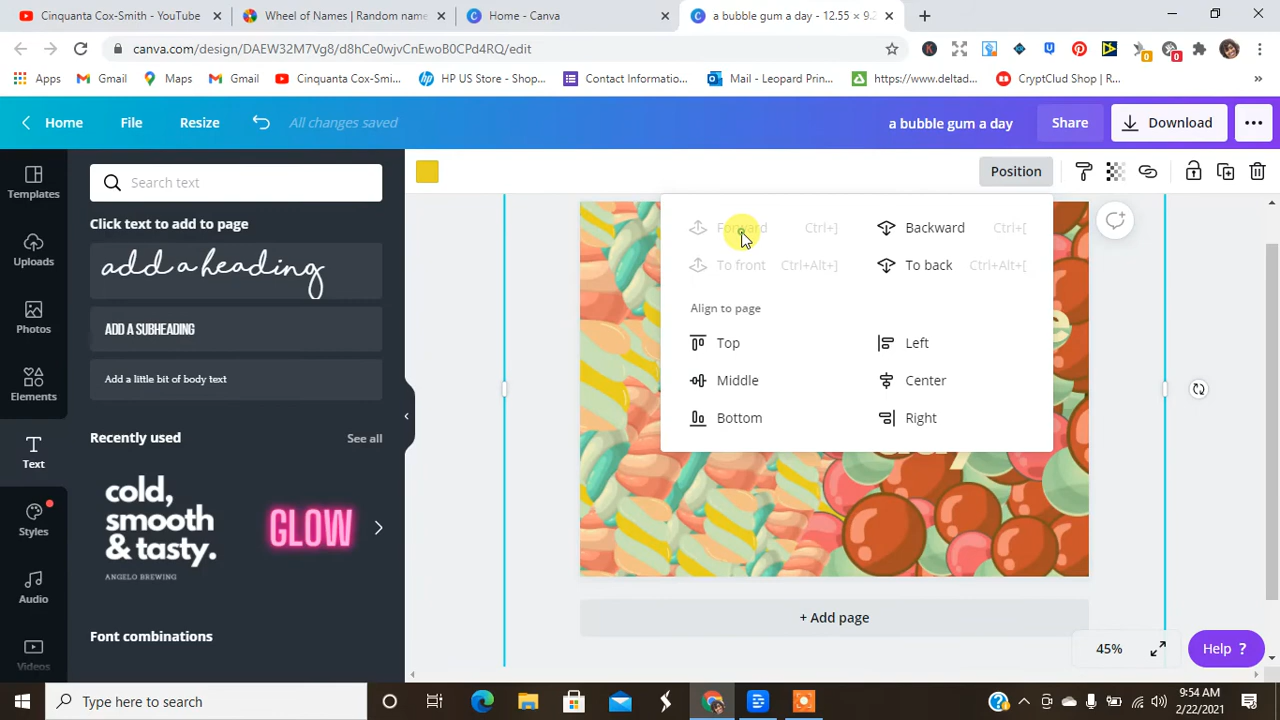 Cinquanta Cox-Smith - YouTube
Wheel of Names | Random name
Home - Canva
a bubble gum a day - 12.55 × 9.2
canva.com/design/DAEW32M7Vg8/d8hCe0wjvCnEwoB0CPd4RQ/edit
Apps
Gmail
Maps
Gmail
Cinquanta Cox-Smi...
HP US Store - Shop...
Contact Informatio...
Mail - Leopard Prin...
https://www.deltad...
CryptClud Shop | R...
Home
File
Resize
All changes saved
a bubble gum a day
Share
Download
Templates
Uploads
Photos
Elements
Text
Styles
Audio
Videos
Search text
Click text to add to page
add a heading
ADD A SUBHEADING
Add a little bit of body text
Recently used
See all
cold,
smooth
& tasty.
ANGELO BREWING
GLOW
Font combinations
Position
Forward Ctrl+]
Backward Ctrl+[
To front Ctrl+Alt+]
To back Ctrl+Alt+[
Align to page
Top
Left
Middle
Center
Bottom
Right
+ Add page
45%
Help ?
Type here to search
9:54 AM
2/22/2021